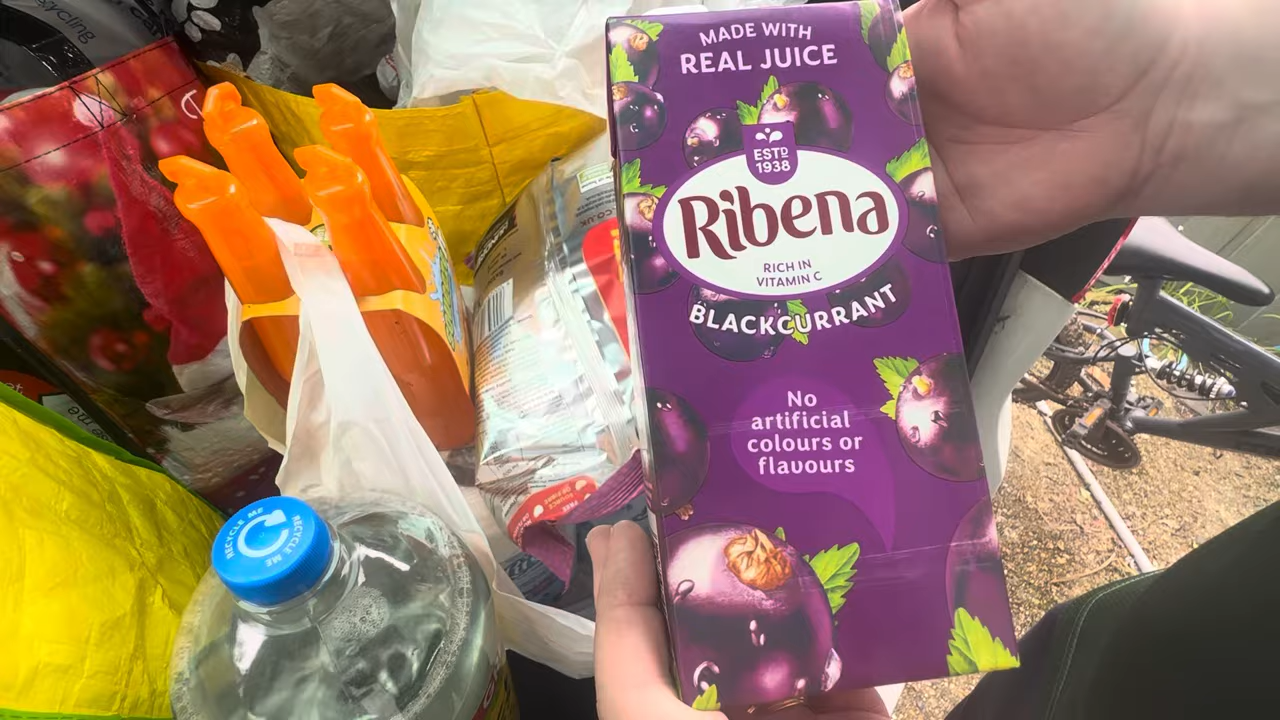 MADE WITH
REAL JUICE
ESTD
1938
Ribena
RICH IN
VITAMIN C
BLACKCURRANT
No
artificial
colours or
flavours
RECYCLE ME
RECYCLE ME
ecycling